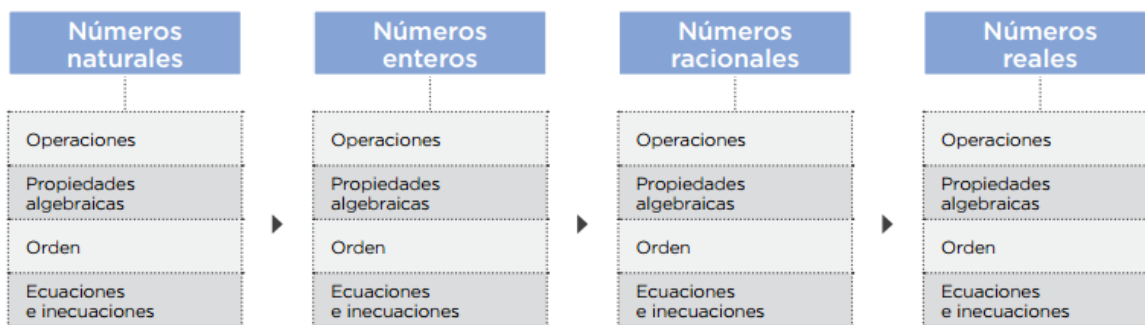 Números
naturales
Operaciones
Propiedades
algebraicas
Orden
Ecuaciones
e inecuaciones
Números
enteros
Operaciones
Propiedades
algebraicas
Orden
Ecuaciones
e inecuaciones
Números
racionales
Operaciones
Propiedades
algebraicas
Orden
Ecuaciones
e inecuaciones
Números
reales
Operaciones
Propiedades
algebraicas
Orden
Ecuaciones
e inecuaciones